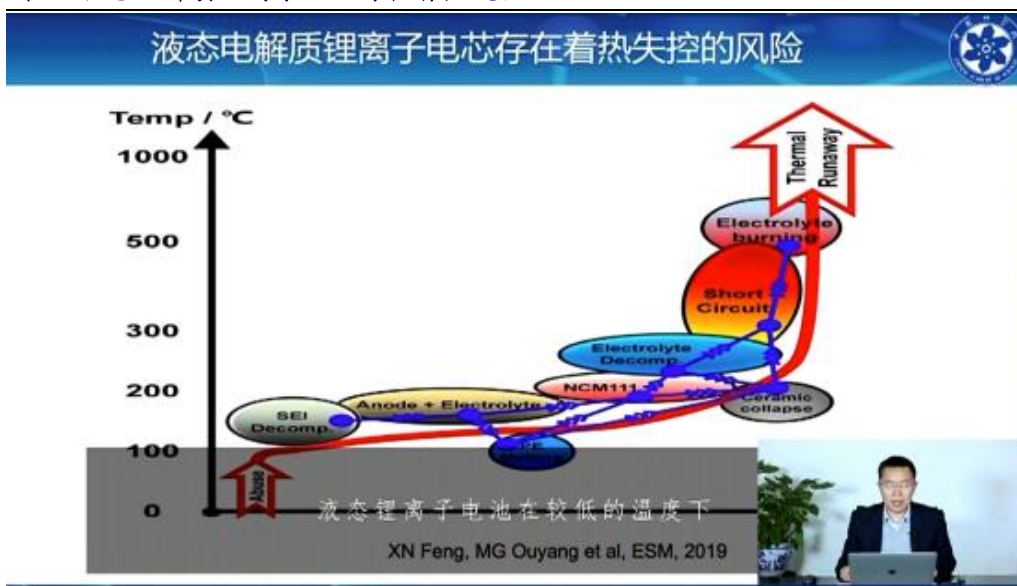 液态电解质锂离子电芯存在着热失控的风险
Temp / ºC
1000
500
300
200
100
0
Thermal
Runaway
Electrolyte
burning
Short
Circuit
Electrolyte
Decomp.
NCM111
Ceramic
collapse
Anode + Electrolyte
SEI
Decomp.
PE
Abuse
液态锂离子电池在较低的温度下
XN Feng, MG Ouyang et al, ESM, 2019